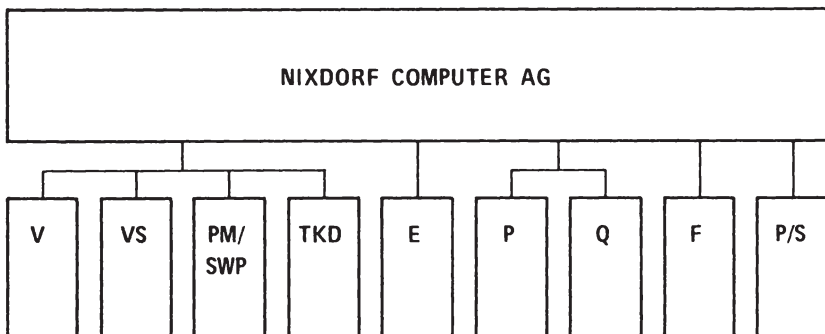 NIXDORF COMPUTER AG
V
VS
PM/
SWP
TKD
E
P
Q
F
P/S